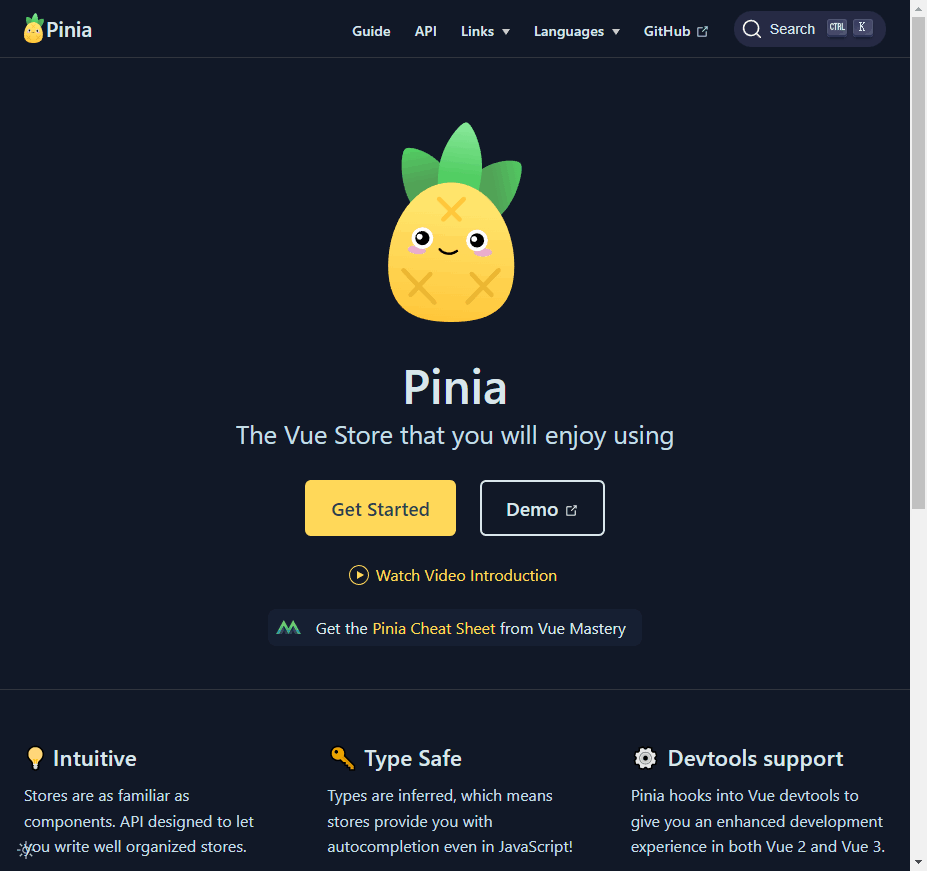 Pinia
Guide
API
Links
Languages
GitHub
Search
CTRL
K
Pinia
The Vue Store that you will enjoy using
Get Started
Demo
Watch Video Introduction
Get the Pinia Cheat Sheet from Vue Mastery
Intuitive
Stores are as familiar as
components. API designed to let
you write well organized stores.
Type Safe
Types are inferred, which means
stores provide you with
autocompletion even in JavaScript!
Devtools support
Pinia hooks into Vue devtools to
give you an enhanced development
experience in both Vue 2 and Vue 3.